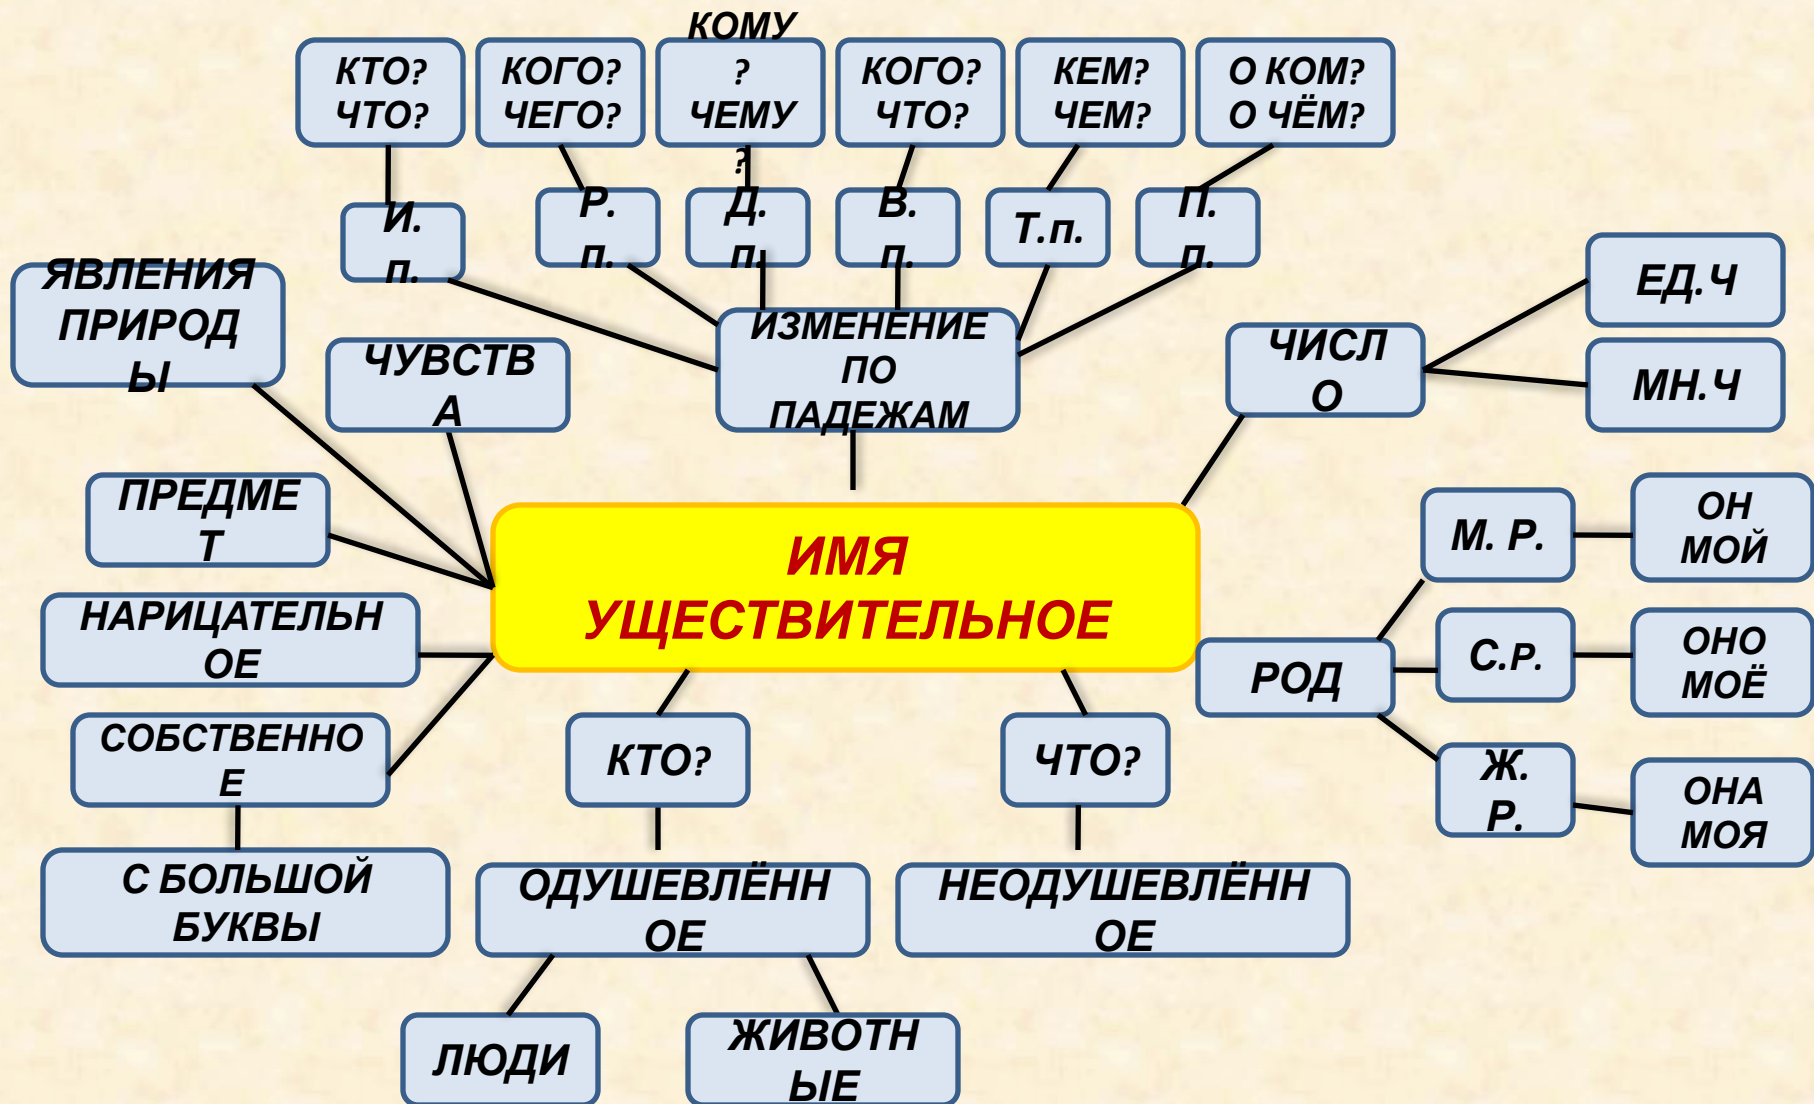 КТО?
ЧТО?
КОГО?
ЧЕГО?
КОМУ
?
ЧЕМУ
?
КОГО?
ЧТО?
КЕМ?
ЧЕМ?
О КОМ?
О ЧЁМ?
И.
п.
Р.
п.
Д.
п.
В.
п.
Т.п.
П.
п.
ЯВЛЕНИЯ
ПРИРОД
Ы
ЧУВСТВ
А
ИЗМЕНЕНИЕ
ПО
ПАДЕЖАМ
ЧИСЛ
О
ЕД.Ч
МН.Ч
ПРЕДМЕ
Т
ИМЯ
УЩЕСТВИТЕЛЬНОЕ
М. Р.
ОН
МОЙ
НАРИЦАТЕЛЬН
ОЕ
РОД
С.Р.
ОНО
МОЁ
СОБСТВЕННО
Е
КТО?
ЧТО?
Ж.
Р.
ОНА
МОЯ
С БОЛЬШОЙ
БУКВЫ
ОДУШЕВЛЁНН
ОЕ
НЕОДУШЕВЛЁНН
ОЕ
ЛЮДИ
ЖИВОТН
ЫЕ